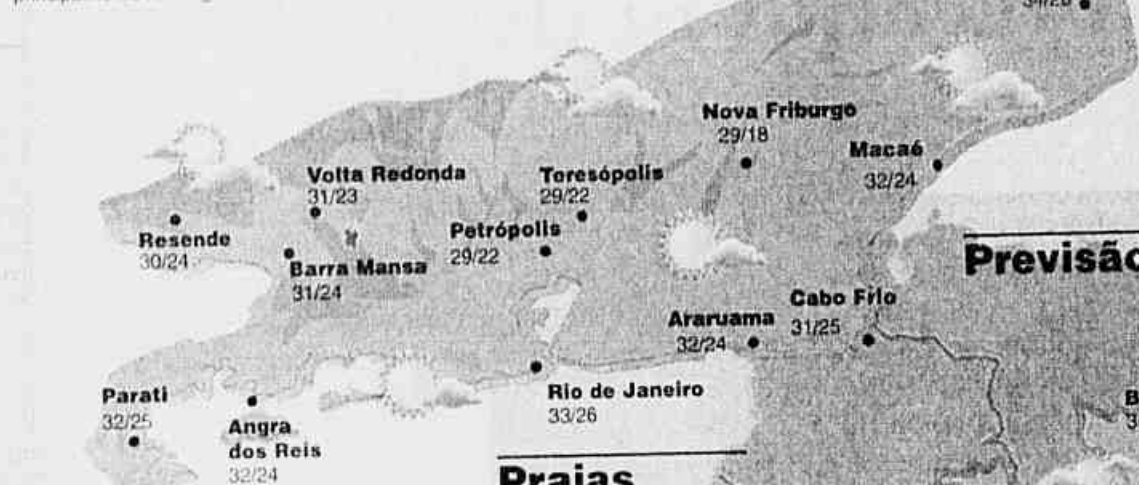 34/26
Nova Friburgo
29/18
Macaé
32/24
Volta Redonda
31/23
Teresópolis
29/22
Petrópolis
29/22
Resende
30/24
Barra Mansa
31/24
Previsão
Cabo Frio
31/25
Araruama
32/24
Rio de Janeiro
33/26
Parati
32/25
Angra
dos Reis
32/24
Praias